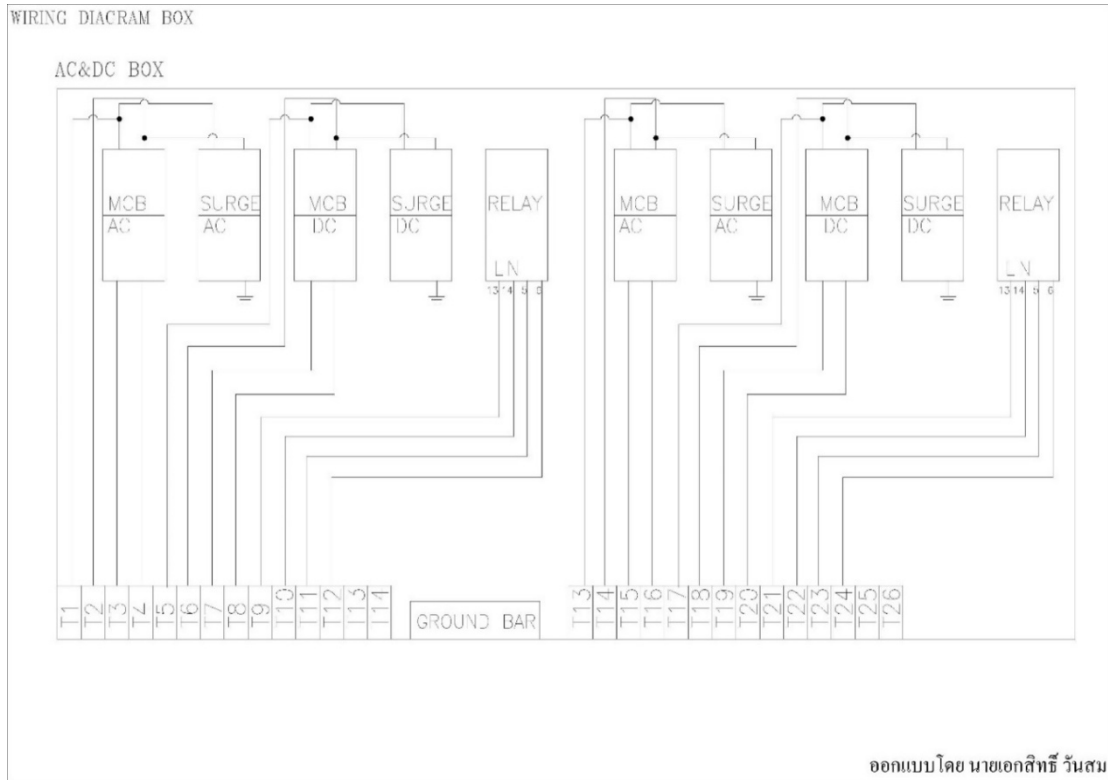 WIRING DIACRAM BOX
AC&DC BOX
MCB SURGE MCB SURGE RELAY MCB SURGE MCB SURGE RELAY
AC AC DC DC AC AC DC DC
LN LN
13 14 5 6 13 14 5 6
T1 T2 T3 T4 T5 T6 T7 T8 T9 T10 T11 T12 T13 T14 GROUND BAR T13 T14 T15 T16 T17 T18 T19 T20 T21 T22 T23 T24 T25 T26
ออกแบบโดย นายเอกสิทธิ์ วันสม